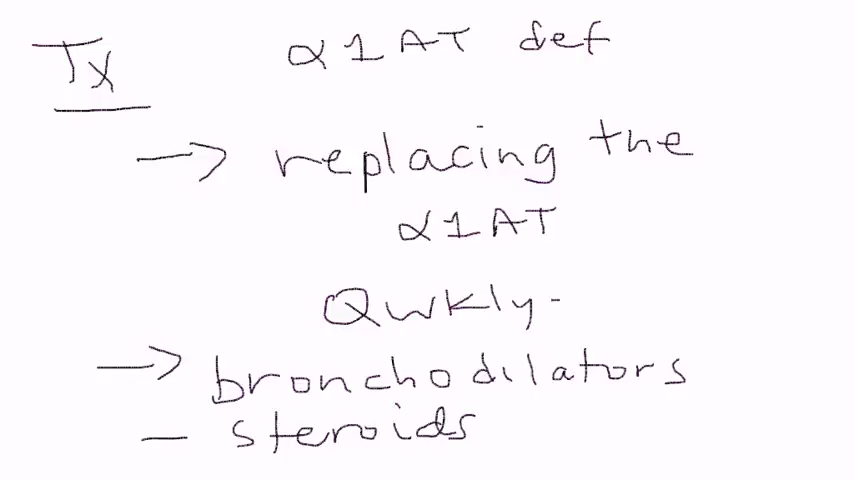 Tx α1AT def
→ replacing the
α1AT
Qwkly-
→ bronchodilators
- steroids